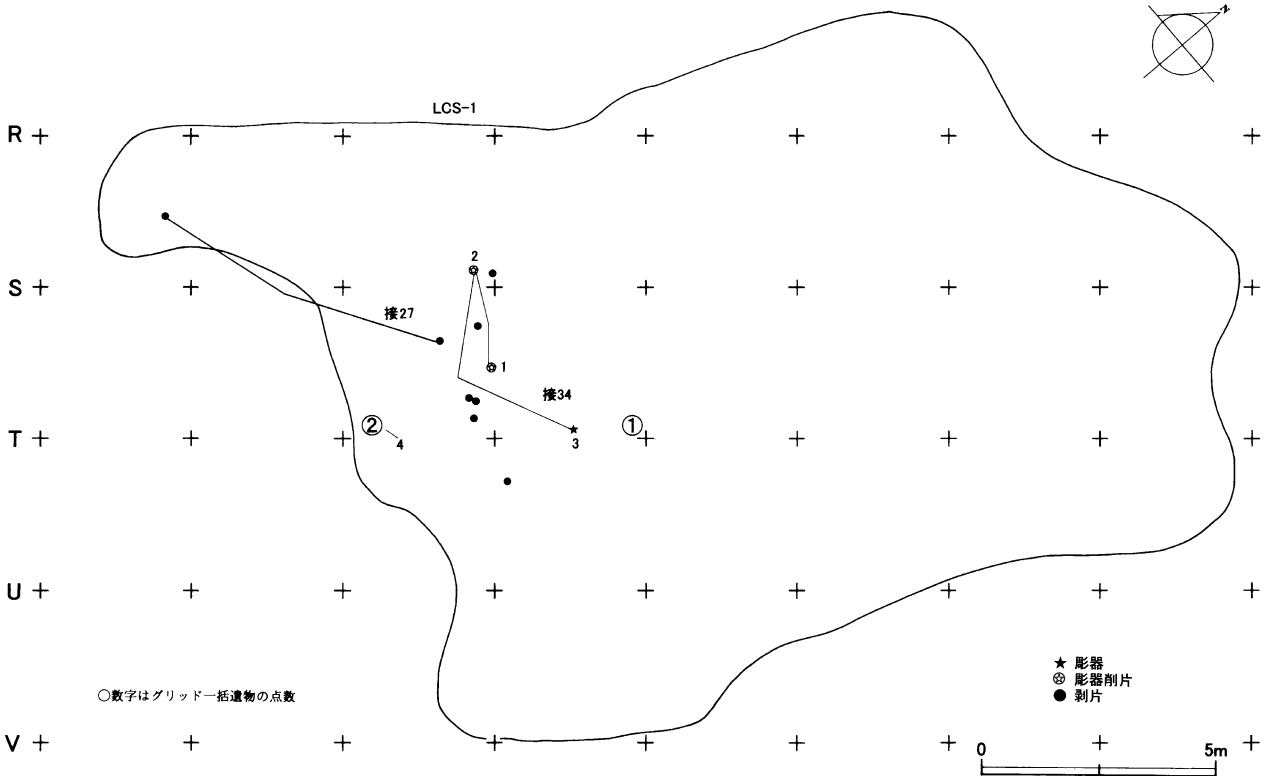 N
LCS-1
R
2
S
接27
1
接34
② 4
①
T
3
U
★ 彫器
彫器削片
● 剥片
○数字はグリッド一括遺物の点数
V
0 5m